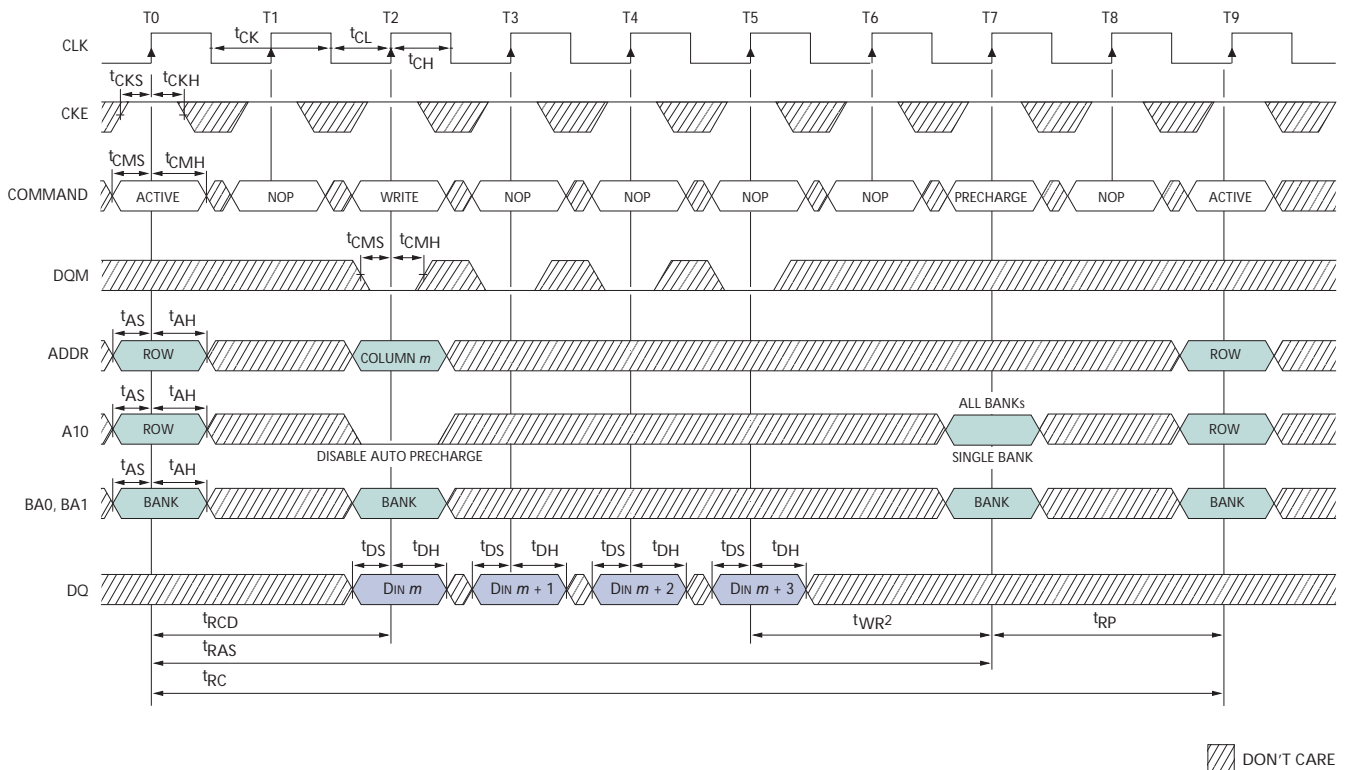 T0 T1 T2 T3 T4 T5 T6 T7 T8 T9
CLK
tCK tCL
tCH
tCKS tCKH
CKE
tCMS tCMH
COMMAND ACTIVE NOP WRITE NOP NOP NOP NOP PRECHARGE NOP ACTIVE
tCMS tCMH
DQM
tAS tAH
ADDR ROW COLUMN m ROW
tAS tAH ALL BANKs
A10 ROW ROW
DISABLE AUTO PRECHARGE SINGLE BANK
tAS tAH
BA0, BA1 BANK BANK BANK BANK
tDS tDH tDS tDH tDS tDH tDS tDH
DQ DIN m DIN m + 1 DIN m + 2 DIN m + 3
tRCD tWR2 tRP
tRAS
tRC
DON'T CARE